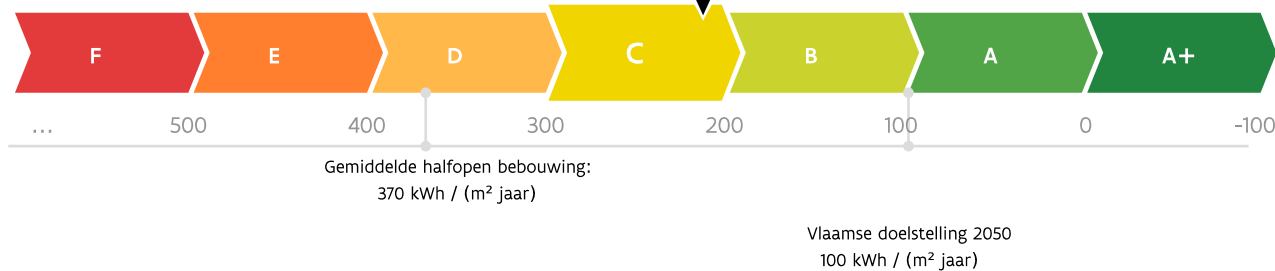 F E D C B A A+
... 500 400 300 200 100 0 -100
Gemiddelde halfopen bebouwing:
370 kWh / (m² jaar)
Vlaamse doelstelling 2050
100 kWh / (m² jaar)